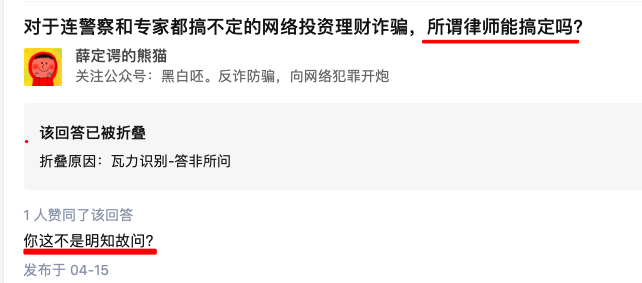 对于连警察和专家都搞不定的网络投资理财诈骗，所谓律师能搞定吗?
薛定谔的熊猫
关注公众号：黑白呸。反诈防骗，向网络犯罪开炮
该回答已被折叠
折叠原因：瓦力识别-答非所问
1 人赞同了该回答
你这不是明知故问?
发布于 04-15